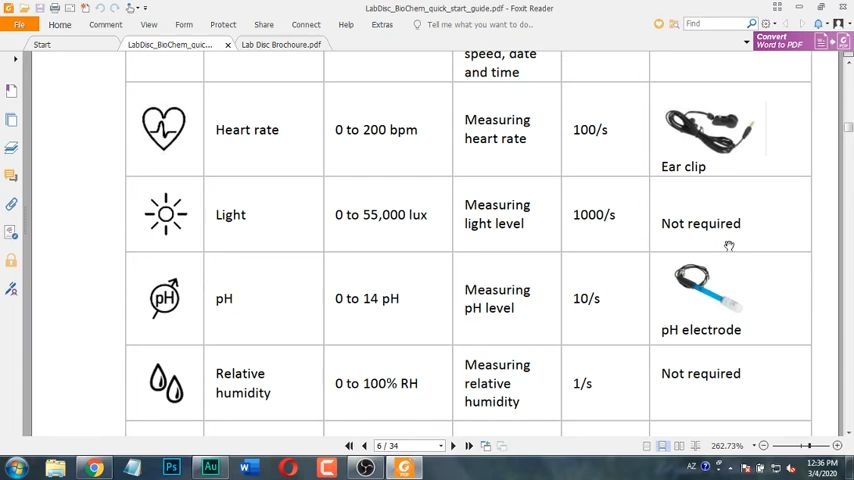 LabDisc_BioChem_quick_start_guide.pdf - Foxit Reader
File
Home
Comment
View
Form
Protect
Share
Connect
Help
Extras
Tell me what you want to do...
Find
Start
LabDisc_BioChem_quic...
Lab Disc Brochoure.pdf
Convert
Word to PDF
speed, date
and time
Heart rate
0 to 200 bpm
Measuring
heart rate
100/s
Ear clip
Light
0 to 55,000 lux
Measuring
light level
1000/s
Not required
pH
pH
0 to 14 pH
Measuring
pH level
10/s
pH electrode
Relative
humidity
0 to 100% RH
Measuring
relative
humidity
1/s
Not required
6 / 34
262.73%
Ps
Au
W
AZ
12:36 PM
3/4/2020